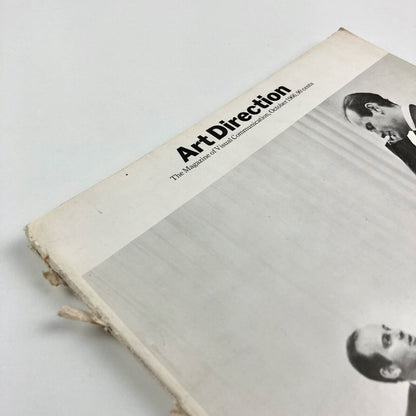 Art Direction
The Magazine of Visual Communication, October 1966, 90 cents